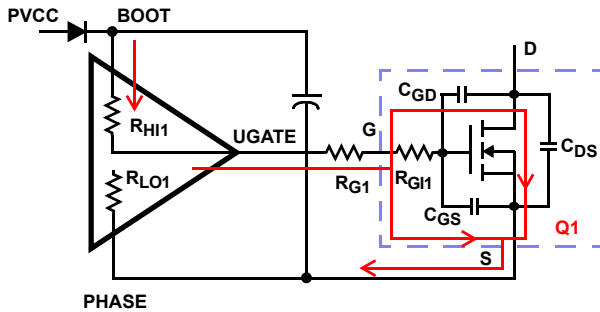 PVCC
BOOT
D
CGD
RHI1
UGATE
G
CDS
RLO1
RG1
RGI1
CGS
Q1
S
PHASE